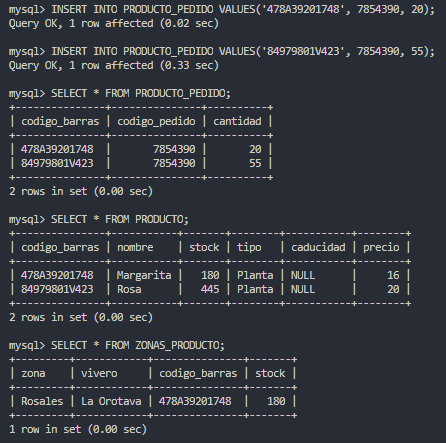 mysql> INSERT INTO PRODUCTO_PEDIDO VALUES('478A39201748', 7854390, 20);
Query OK, 1 row affected (0.02 sec)

mysql> INSERT INTO PRODUCTO_PEDIDO VALUES('84979801V423', 7854390, 55);
Query OK, 1 row affected (0.33 sec)

mysql> SELECT * FROM PRODUCTO_PEDIDO;
+---------------+---------------+----------+
| codigo_barras | codigo_pedido | cantidad |
+---------------+---------------+----------+
| 478A39201748  |       7854390 |       20 |
| 84979801V423  |       7854390 |       55 |
+---------------+---------------+----------+
2 rows in set (0.00 sec)

mysql> SELECT * FROM PRODUCTO;
+---------------+-----------+-------+--------+-----------+--------+
| codigo_barras | nombre    | stock | tipo   | caducidad | precio |
+---------------+-----------+-------+--------+-----------+--------+
| 478A39201748  | Margarita |   180 | Planta | NULL      |     16 |
| 84979801V423  | Rosa      |   445 | Planta | NULL      |     20 |
+---------------+-----------+-------+--------+-----------+--------+
2 rows in set (0.00 sec)

mysql> SELECT * FROM ZONAS_PRODUCTO;
+---------+------------+---------------+-------+
| zona    | vivero     | codigo_barras | stock |
+---------+------------+---------------+-------+
| Rosales | La Orotava | 478A39201748  |   180 |
+---------+------------+---------------+-------+
1 row in set (0.00 sec)